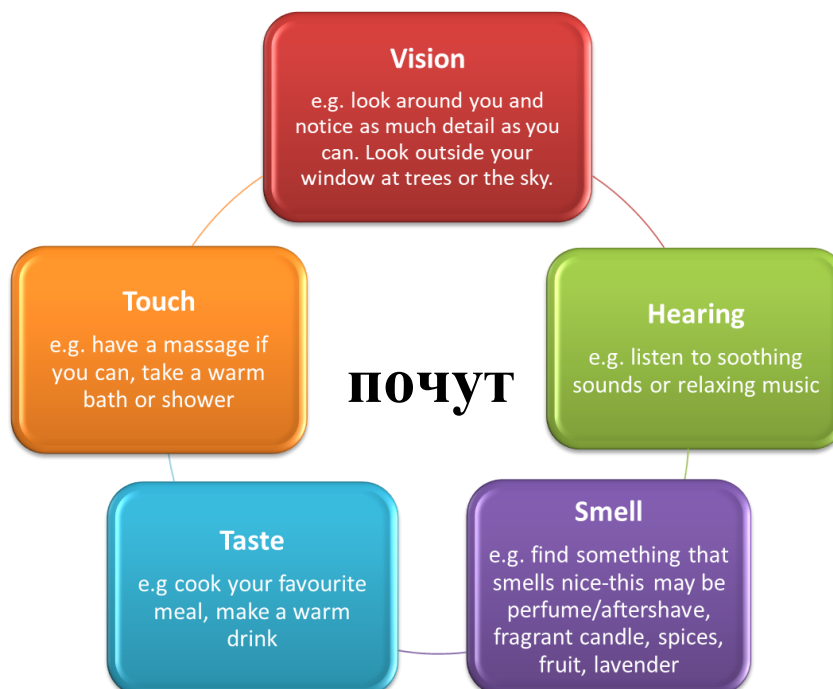 Vision
e.g. look around you and
notice as much detail as you
can. Look outside your
window at trees or the sky.
Touch
e.g. have a massage if
you can, take a warm
bath or shower
почут
Hearing
e.g. listen to soothing
sounds or relaxing music
Taste
e.g cook your favourite
meal, make a warm
drink
Smell
e.g. find something that
smells nice-this may be
perfume/aftershave,
fragrant candle, spices,
fruit, lavender